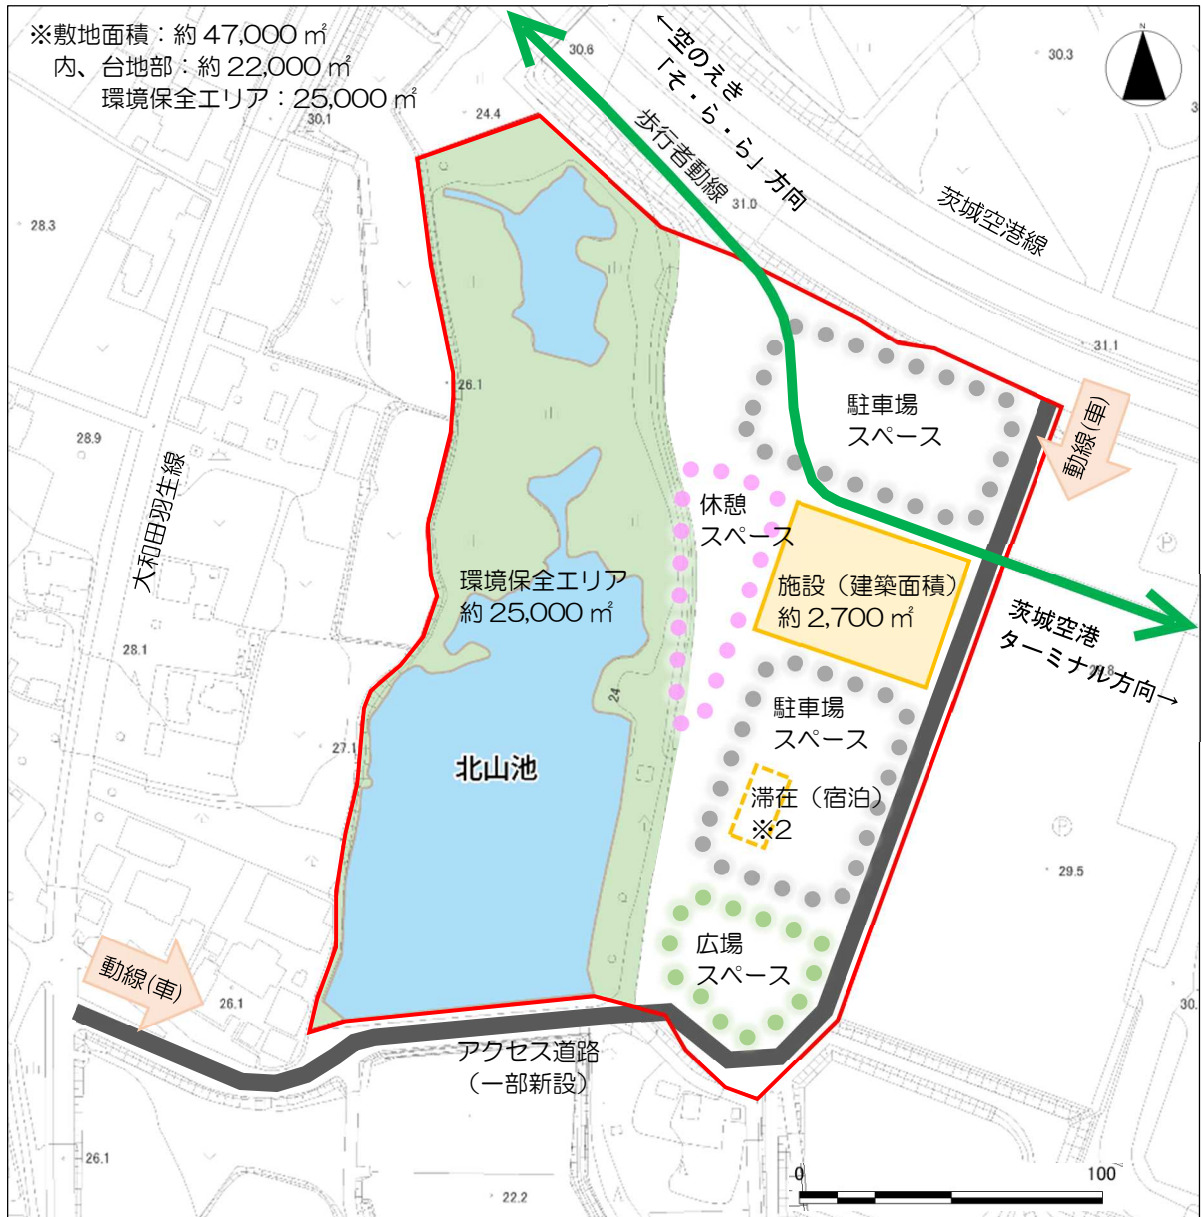 ※敷地面積：約 47,000 ㎡
内、台地部：約 22,000 ㎡
環境保全エリア：25,000 ㎡
30.1
24.4
30.6
←空のえき
「そ・ら・ら」方向
歩行者動線
31.0
30.3
N
茨城空港線
28.3
31.1
26.1
28.9
大和田羽生線
駐車場
スペース
動線(車)
休憩
スペース
環境保全エリア
約 25,000 ㎡
施設（建築面積）
約 2,700 ㎡
茨城空港
ターミナル方向→
28.1
P
24
27.1
北山池
駐車場
スペース
滞在（宿泊）
※2
P
29.5
広場
スペース
動線(車)
26.1
30.
アクセス道路
（一部新設）
26.1
22.2
0
100